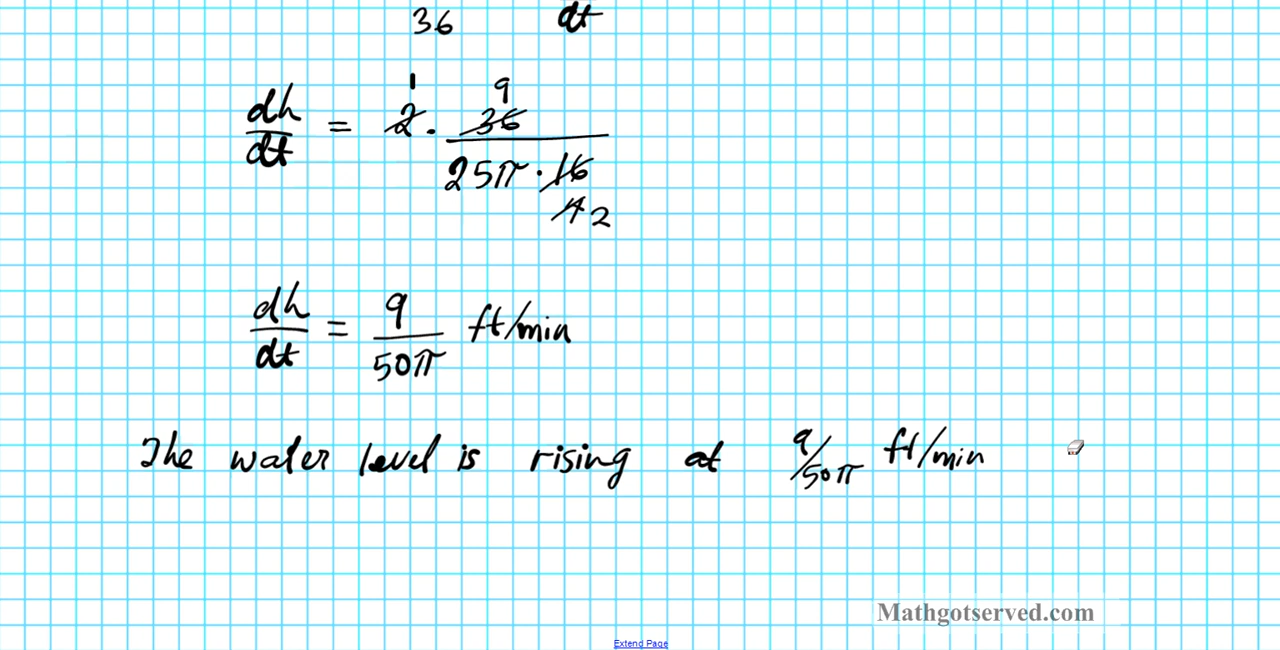 36 dt
1 9
dh/dt = 2 · 36/25π · 16
4 2
dh/dt = 9/50π ft/min
The water level is rising at 9/50π ft/min
Mathgotserved.com
Extend Page